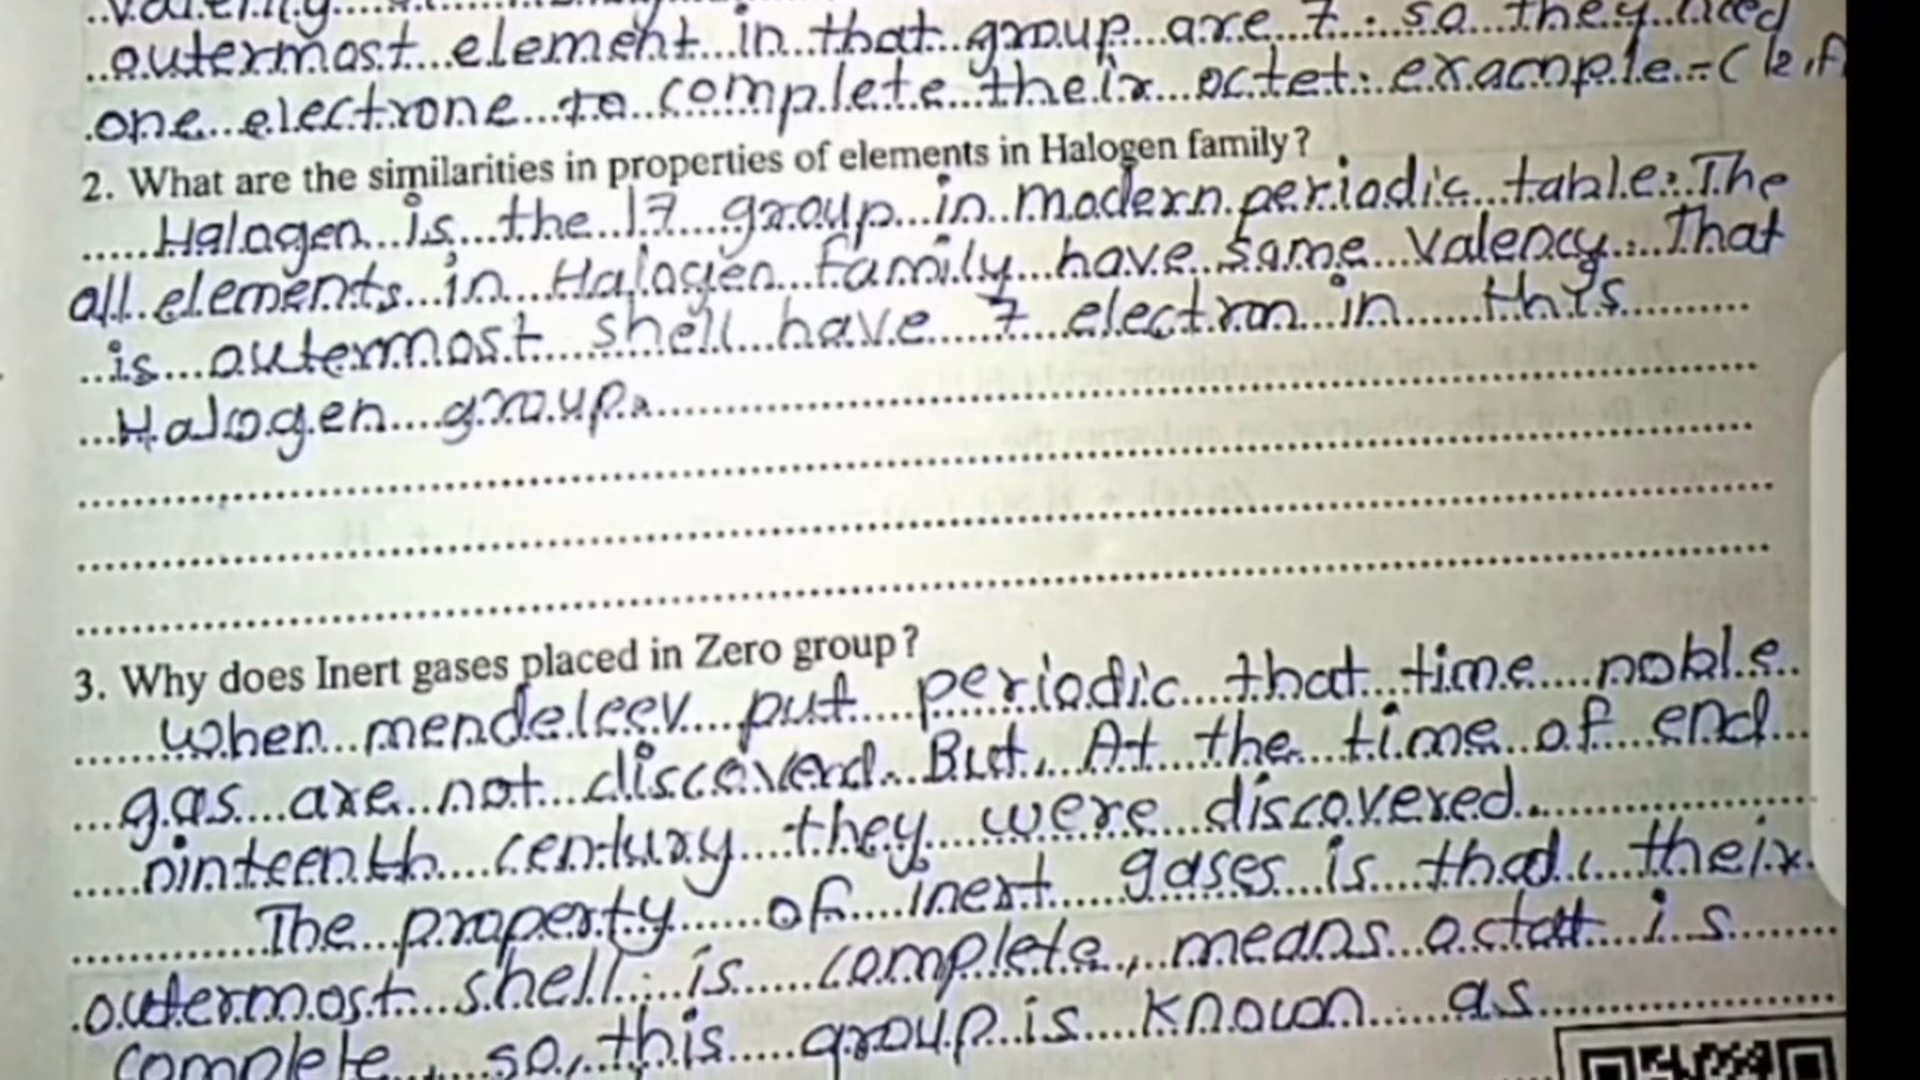 valency
outermost element in that group are 7. so they need
one electrone to complete their octet. example-
2. What are the similarities in properties of elements in Halogen family?
Halogen is the 17 group in modern periodic table. The
all elements in Halogen family have same valency. That
is outermost shell have 7 electron in this
Halogen group.
3. Why does Inert gases placed in Zero group?
When mendeleev put periodic that time noble
gas are not discoverd. But, At the time of end
ninteenth century they were discovered.
The property of inert gases is that, their
outermost shell is complete, means octatt is
complete, so, this group is known as